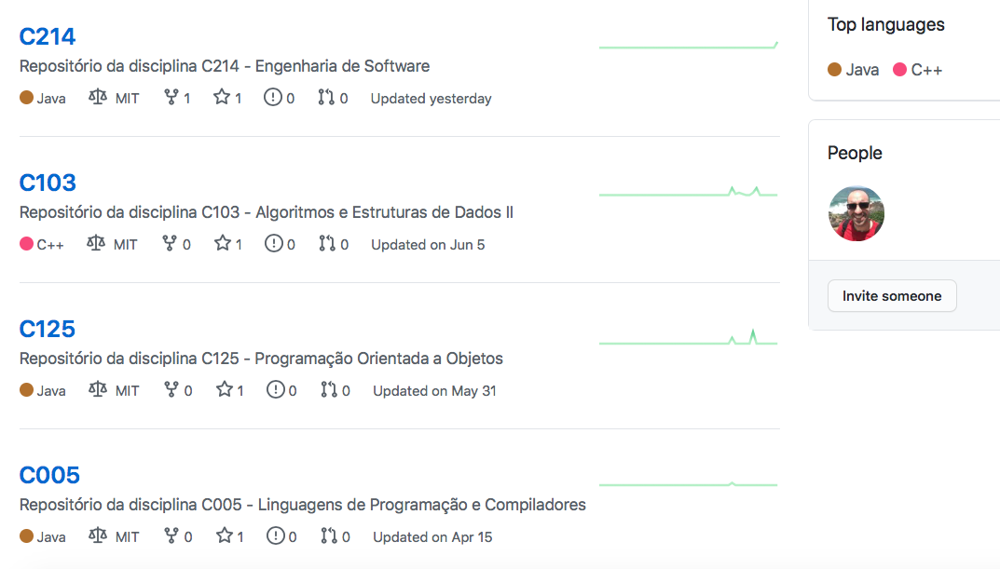 C214
Repositório da disciplina C214 - Engenharia de Software
Java MIT 1 1 0 0 Updated yesterday
C103
Repositório da disciplina C103 - Algoritmos e Estruturas de Dados II
C++ MIT 0 1 0 0 Updated on Jun 5
C125
Repositório da disciplina C125 - Programação Orientada a Objetos
Java MIT 0 1 0 0 Updated on May 31
C005
Repositório da disciplina C005 - Linguagens de Programação e Compiladores
Java MIT 0 1 0 0 Updated on Apr 15
Top languages
Java C++
People
Invite someone